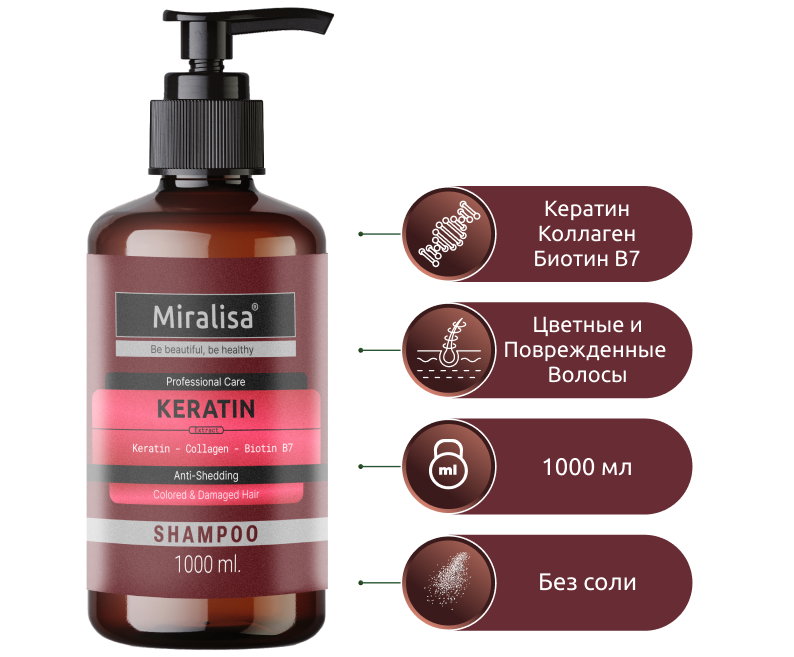 Miralisa®
Be beautiful, be healthy
Professional Care
KERATIN
Extract
Keratin - Collagen - Biotin B7
Anti-Shedding
Colored & Damaged Hair
SHAMPOO
1000 ml.
Кератин
Коллаген
Биотин B7
Цветные и
Поврежденные
Волосы
ml
1000 мл
Без соли